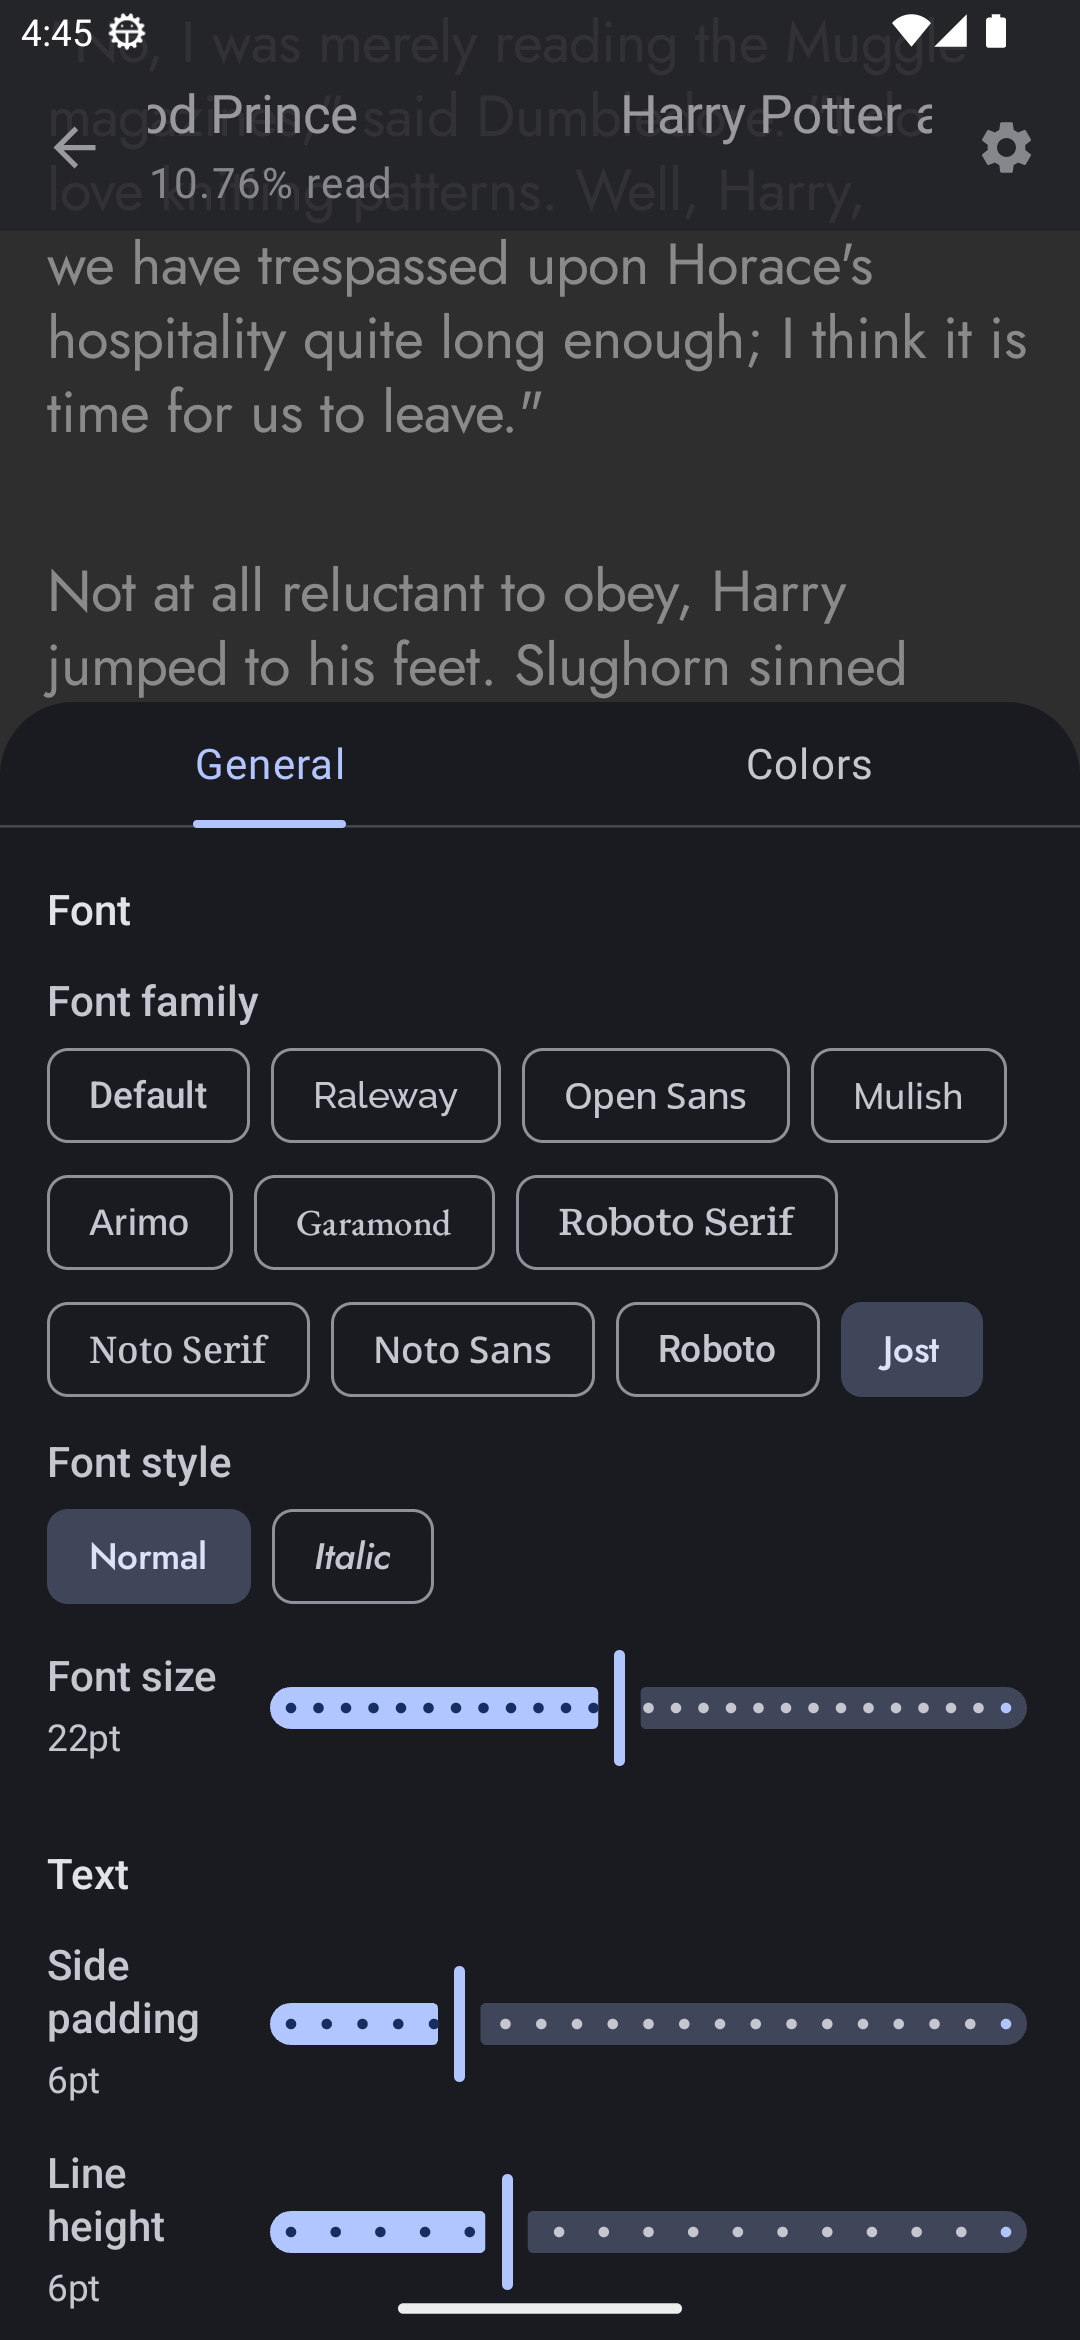 4:45
"No, I was merely reading the Muggle
magazines," said Dumbledore. "I do
love knitting patterns. Well, Harry,
od Prince Harry Potter a
10.76% read
we have trespassed upon Horace's
hospitality quite long enough; I think it is
time for us to leave."
Not at all reluctant to obey, Harry
jumped to his feet. Slughorn sinned
General Colors
Font
Font family
Default Raleway Open Sans Mulish
Arimo Garamond Roboto Serif
Noto Serif Noto Sans Roboto Jost
Font style
Normal Italic
Font size
22pt
Text
Side
padding
6pt
Line
height
6pt